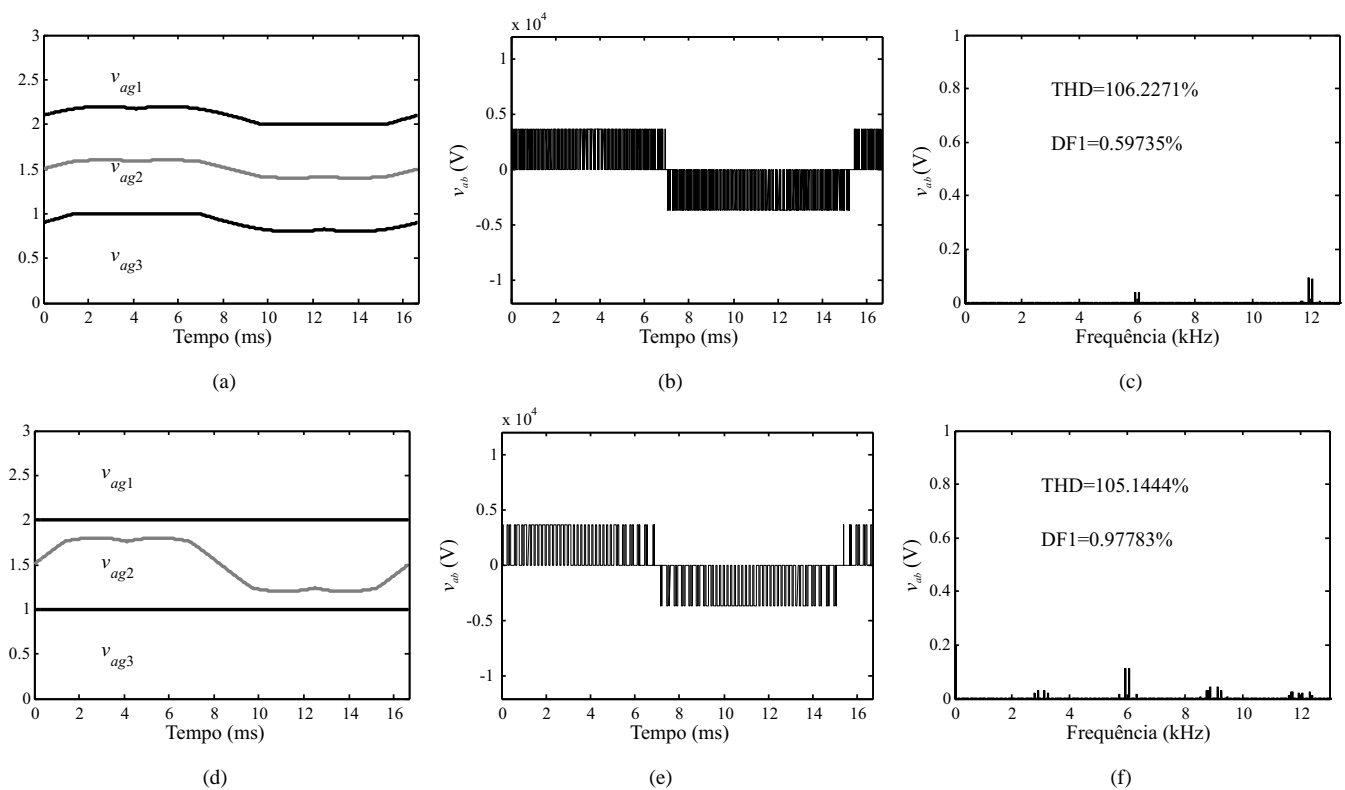 x 10^4
3
2.5
2
1.5
1
0.5
0
v_ag1
v_ag2
v_ag3
0 2 4 6 8 10 12 14 16
Tempo (ms)
(a)
1
0.5
0
-0.5
-1
v_ab (V)
0 2 4 6 8 10 12 14 16
Tempo (ms)
(b)
1
0.8
0.6
0.4
0.2
0
v_ab (V)
THD=106.2271%
DF1=0.59735%
0 2 4 6 8 10 12
Frequência (kHz)
(c)
x 10^4
3
2.5
2
1.5
1
0.5
0
v_ag1
v_ag2
v_ag3
0 2 4 6 8 10 12 14 16
Tempo (ms)
(d)
1
0.5
0
-0.5
-1
v_ab (V)
0 2 4 6 8 10 12 14 16
Tempo (ms)
(e)
1
0.8
0.6
0.4
0.2
0
v_ab (V)
THD=105.1444%
DF1=0.97783%
0 2 4 6 8 10 12
Frequência (kHz)
(f)